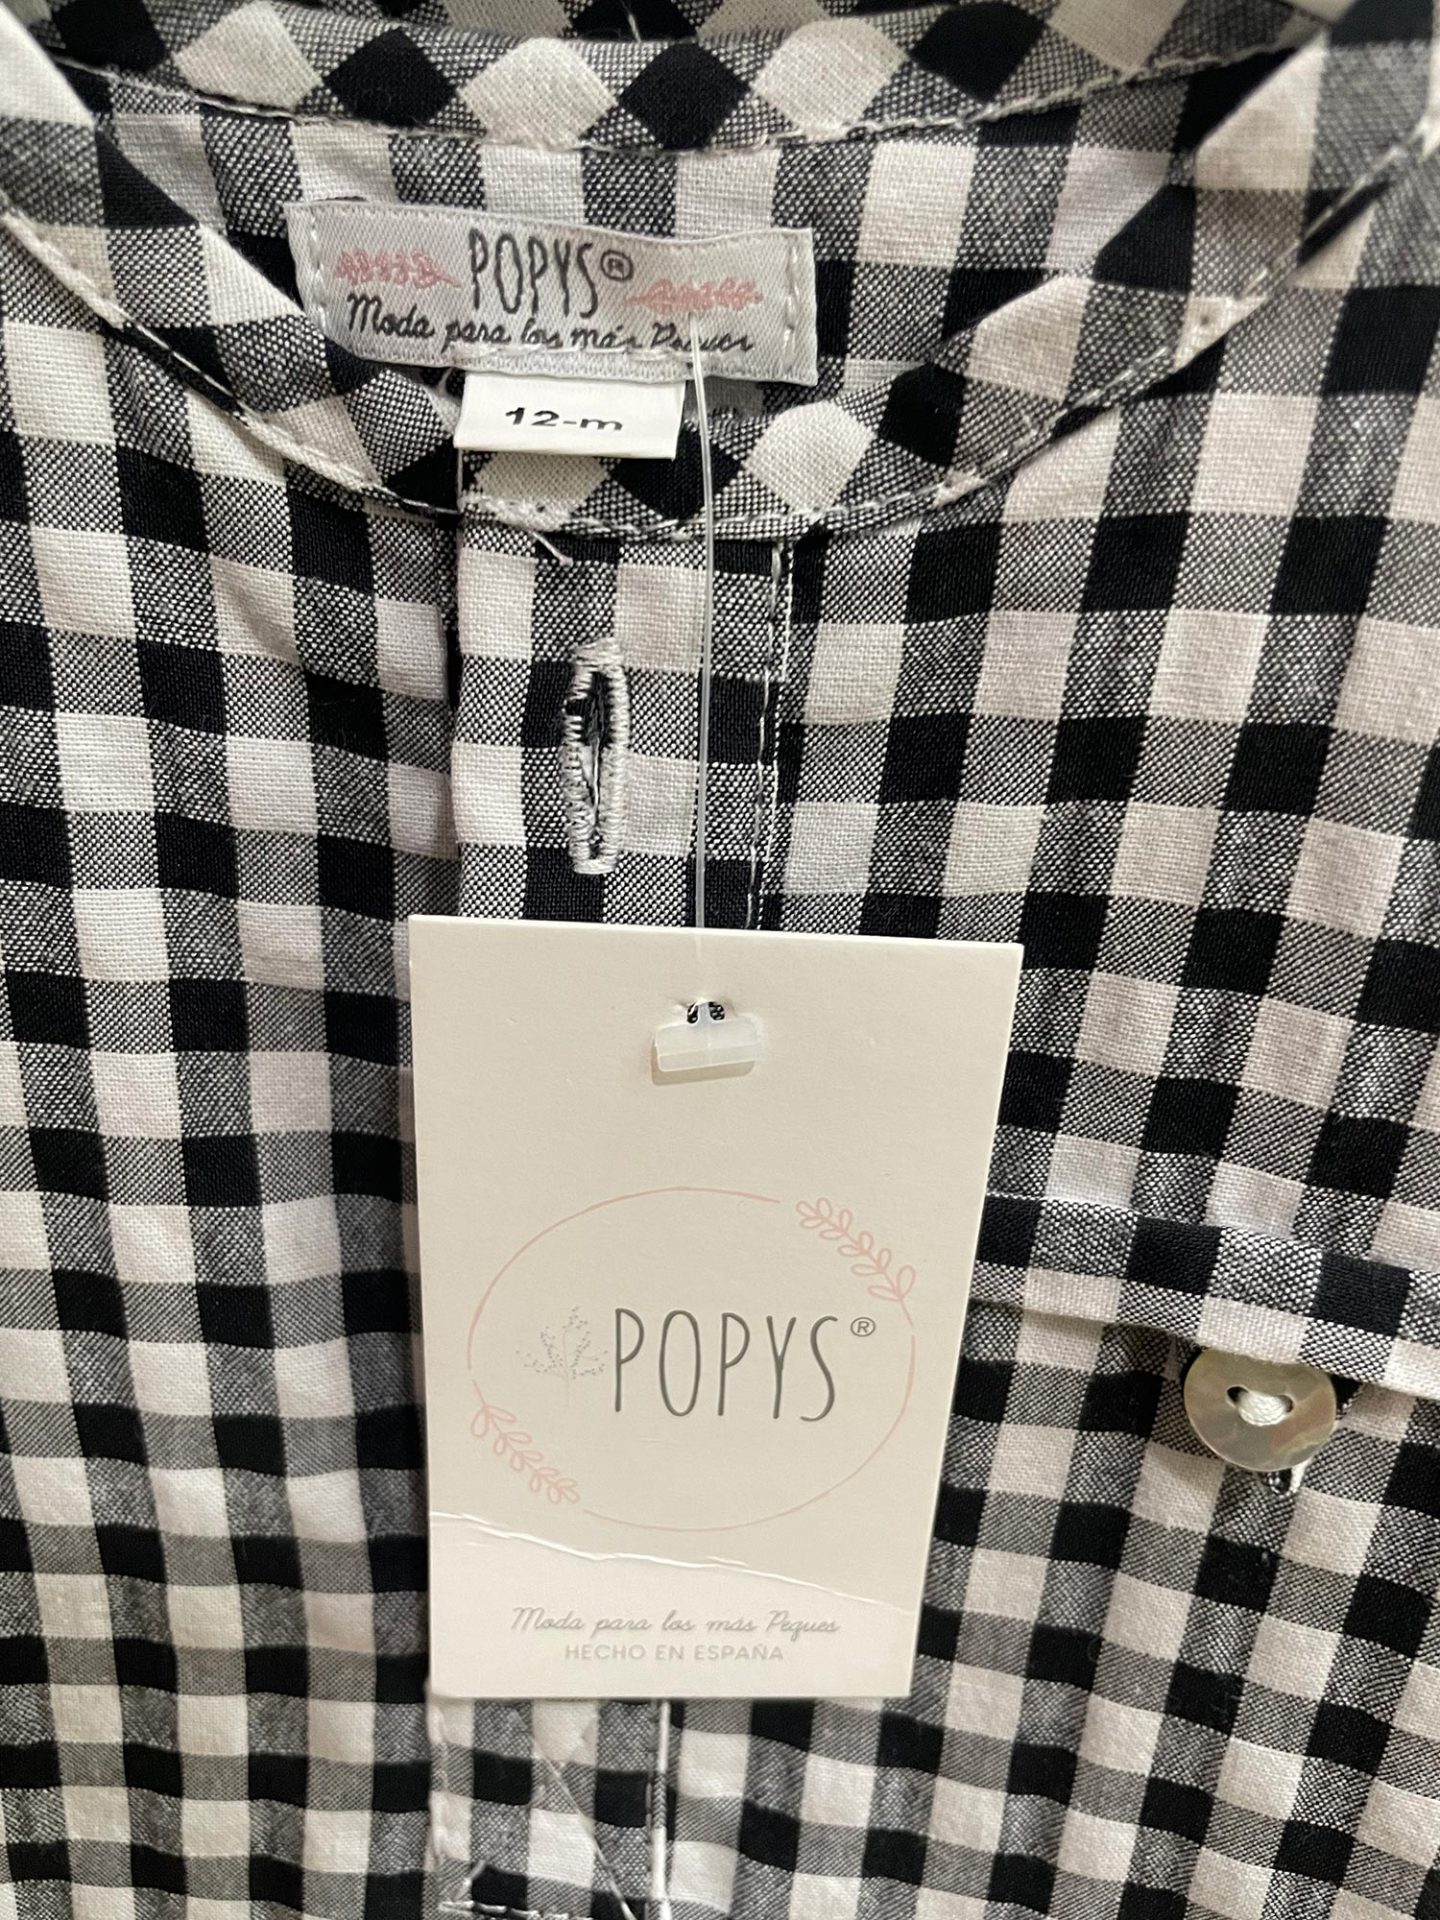 POPYS®
Moda para los más Peques
12-m
POPYS®
Moda para los más Peques
HECHO EN ESPAÑA